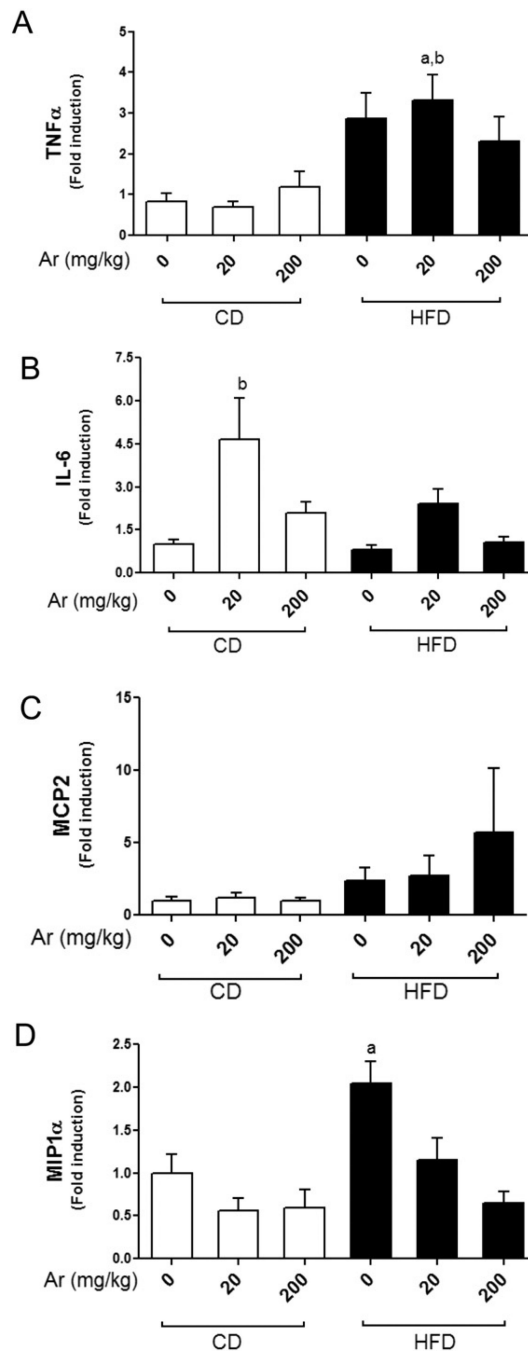 A
TNFα
(Fold induction)
5
4
3
2
1
0
a,b
Ar (mg/kg)
0 20 200 0 20 200
CD HFD
B
IL-6
(Fold induction)
7.5
6.0
4.5
3.0
1.5
0.0
b
Ar (mg/kg)
0 20 200 0 20 200
CD HFD
C
MCP2
(Fold induction)
15
10
5
0
Ar (mg/kg)
0 20 200 0 20 200
CD HFD
D
MIP1α
(Fold induction)
2.5
2.0
1.5
1.0
0.5
0.0
a
Ar (mg/kg)
0 20 200 0 20 200
CD HFD